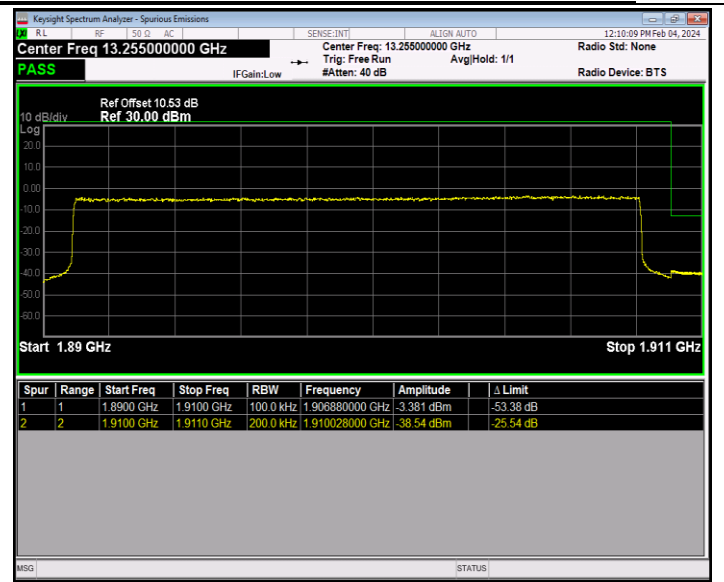 Keysight Spectrum Analyzer - Spurious Emissions
RL RF 50 Ω AC SENSE:INT ALIGN AUTO 12:10:09 PM Feb 04, 2024
Center Freq 13.255000000 GHz Center Freq: 13.255000000 GHz Radio Std: None
Trig: Free Run Avg|Hold: 1/1
PASS IFGain:Low #Atten: 40 dB Radio Device: BTS
Ref Offset 10.53 dB
10 dB/div Ref 30.00 dBm
Log
20.0
10.0
0.00
-10.0
-20.0
-30.0
-40.0
-50.0
-60.0
Start 1.89 GHz Stop 1.911 GHz
Spur Range Start Freq Stop Freq RBW Frequency Amplitude Δ Limit
1 1 1.8900 GHz 1.9100 GHz 100.0 kHz 1.906880000 GHz -3.381 dBm -53.38 dB
2 2 1.9100 GHz 1.9110 GHz 200.0 kHz 1.910028000 GHz -38.54 dBm -25.54 dB
MSG STATUS